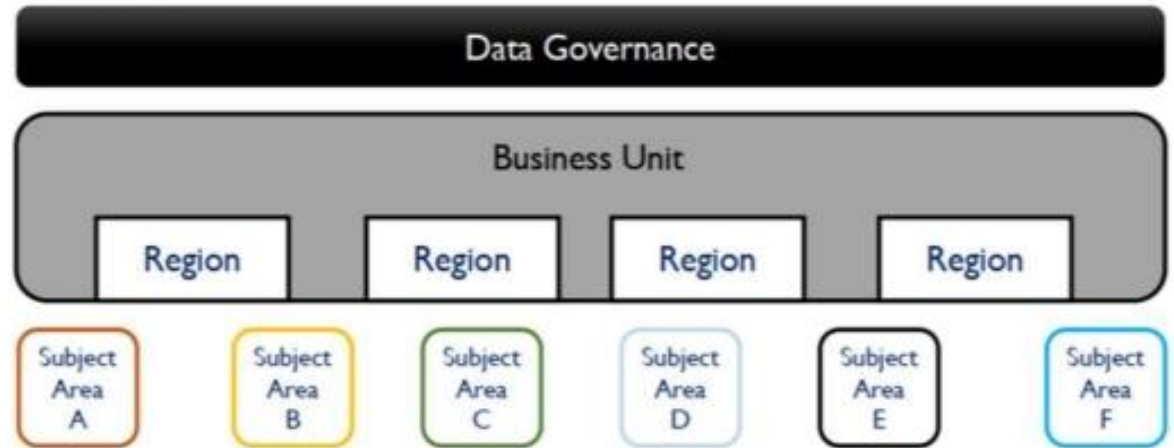 Data Governance
Business Unit
Region
Region
Region
Region
Subject
Area
A
Subject
Area
B
Subject
Area
C
Subject
Area
D
Subject
Area
E
Subject
Area
F